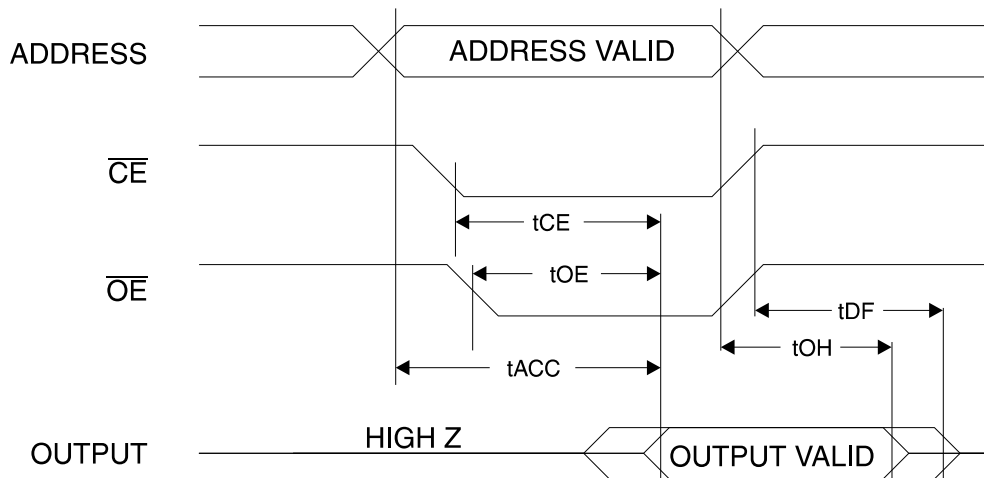 ADDRESS
ADDRESS VALID
CE
tCE
OE
tOE
tDF
tOH
tACC
HIGH Z
OUTPUT
OUTPUT VALID